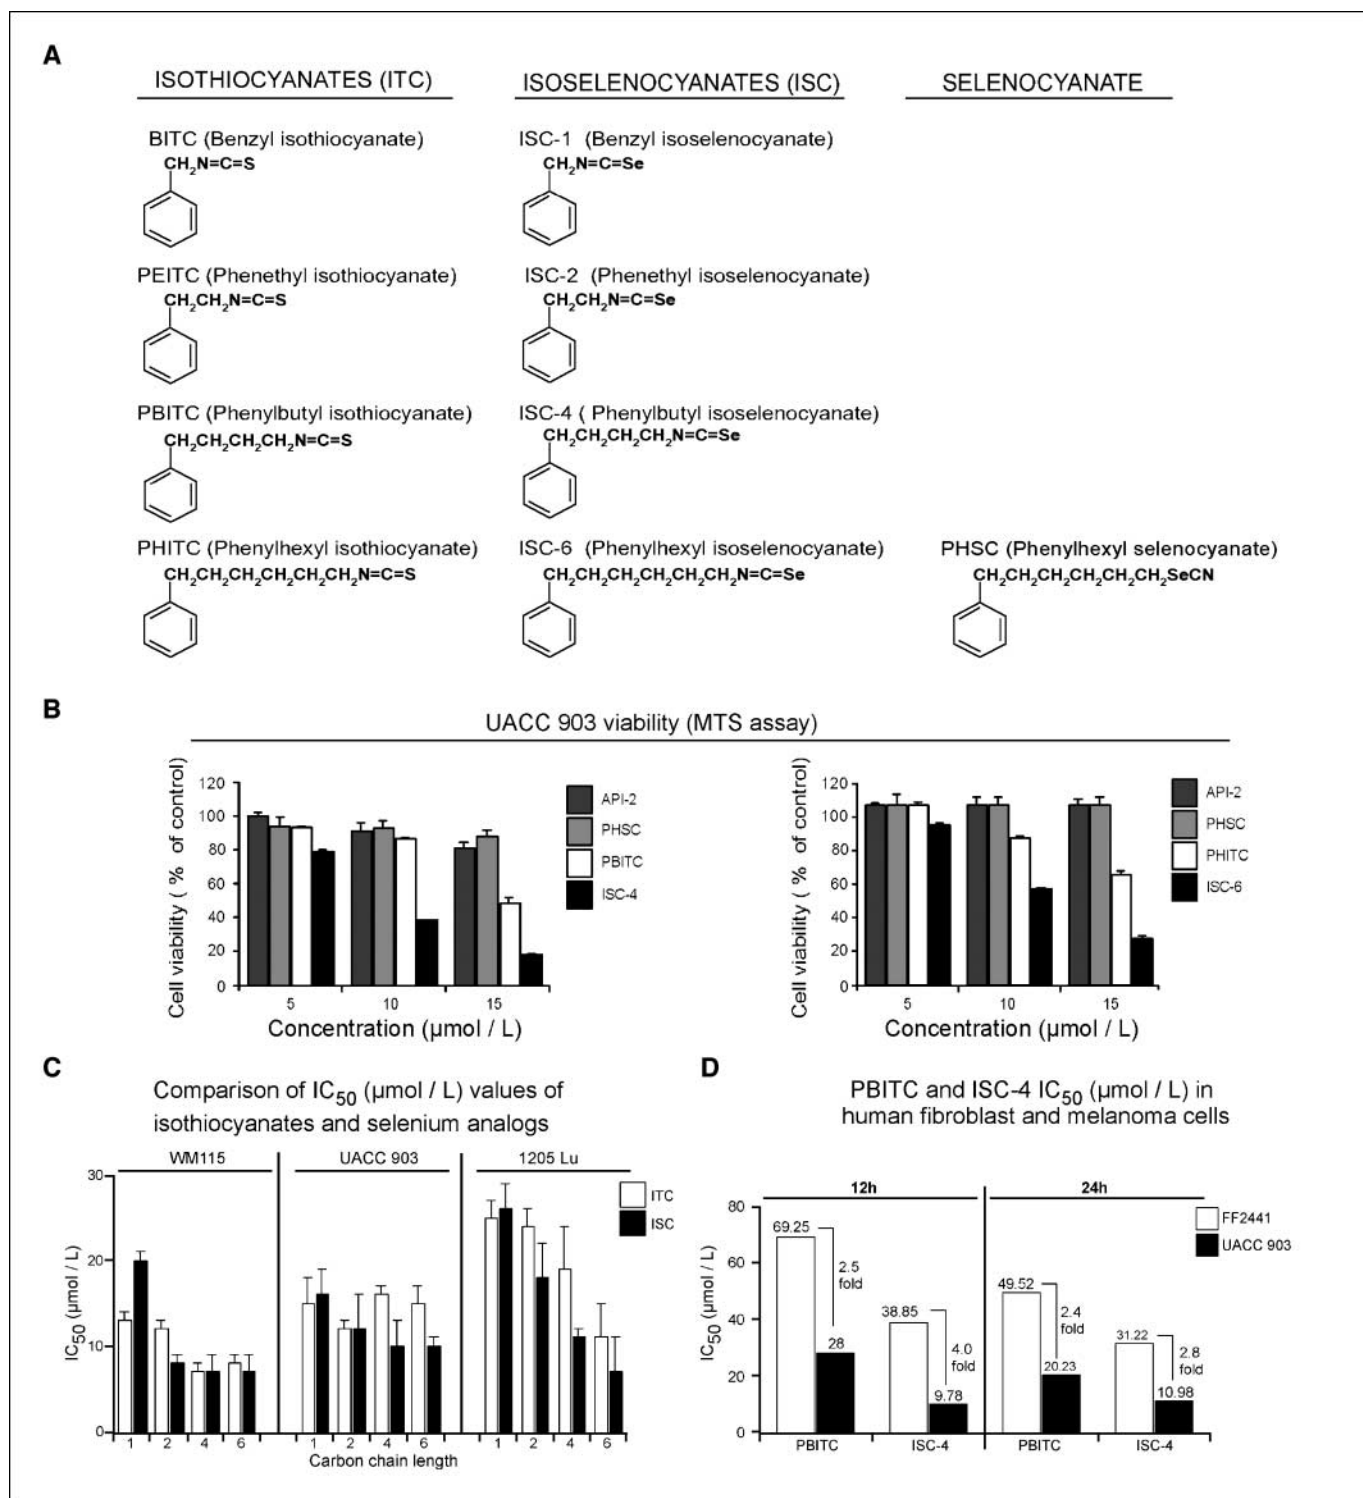 A
ISOTHIOCYANATES (ITC)
ISOSELENOCYANATES (ISC)
SELENOCYANATE
BITC (Benzyl isothiocyanate)
CH₂N=C=S
ISC-1 (Benzyl isoselenocyanate)
CH₂N=C=Se
PEITC (Phenethyl isothiocyanate)
CH₂CH₂N=C=S
ISC-2 (Phenethyl isoselenocyanate)
CH₂CH₂N=C=Se
PBITC (Phenylbutyl isothiocyanate)
CH₂CH₂CH₂CH₂N=C=S
ISC-4 ( Phenylbutyl isoselenocyanate)
CH₂CH₂CH₂CH₂N=C=Se
PHITC (Phenylhexyl isothiocyanate)
CH₂CH₂CH₂CH₂CH₂CH₂N=C=S
ISC-6 (Phenylhexyl isoselenocyanate)
CH₂CH₂CH₂CH₂CH₂CH₂N=C=Se
PHSC (Phenylhexyl selenocyanate)
CH₂CH₂CH₂CH₂CH₂CH₂SeCN
B
UACC 903 viability (MTS assay)
Cell viability ( % of control)
120
100
80
60
40
20
0
5
10
15
Concentration (µmol / L)
API-2
PHSC
PBITC
ISC-4
Cell viability ( % of control)
120
100
80
60
40
20
0
5
10
15
Concentration (µmol / L)
API-2
PHSC
PHITC
ISC-6
C
Comparison of IC₅₀ (µmol / L) values of
isothiocyanates and selenium analogs
WM115
UACC 903
1205 Lu
ITC
ISC
IC₅₀ (µmol / L)
30
20
10
0
1 2 4 6
1 2 4 6
1 2 4 6
Carbon chain length
D
PBITC and ISC-4 IC₅₀ (µmol / L) in
human fibroblast and melanoma cells
12h
24h
FF2441
UACC 903
IC₅₀ (µmol / L)
80
60
40
20
0
69.25
2.5
fold
28
38.85
4.0
fold
9.78
49.52
2.4
fold
20.23
31.22
2.8
fold
10.98
PBITC
ISC-4
PBITC
ISC-4